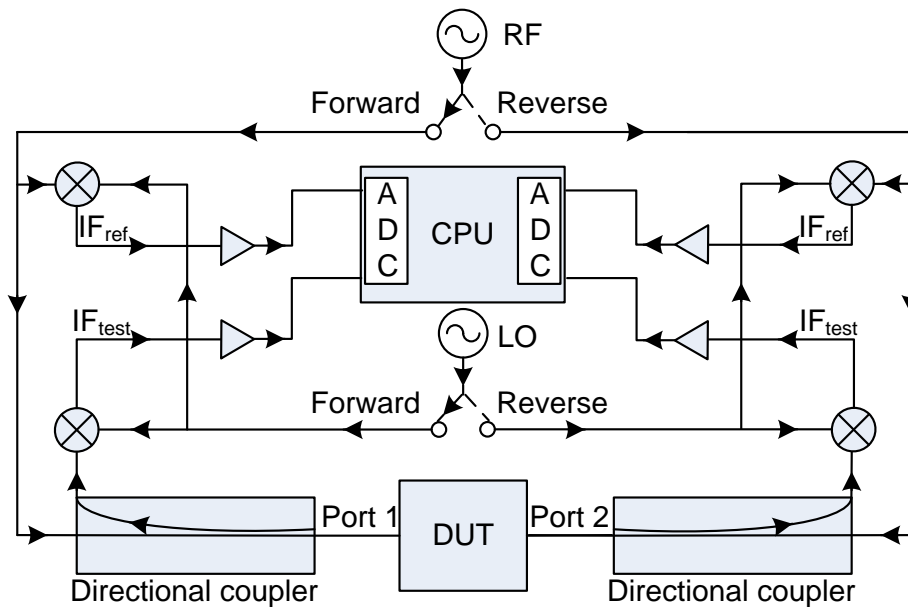 RF
Forward
Reverse
IFref
A
D
C
CPU
A
D
C
IFref
IFtest
LO
IFtest
Forward
Reverse
Port 1
DUT
Port 2
Directional coupler
Directional coupler